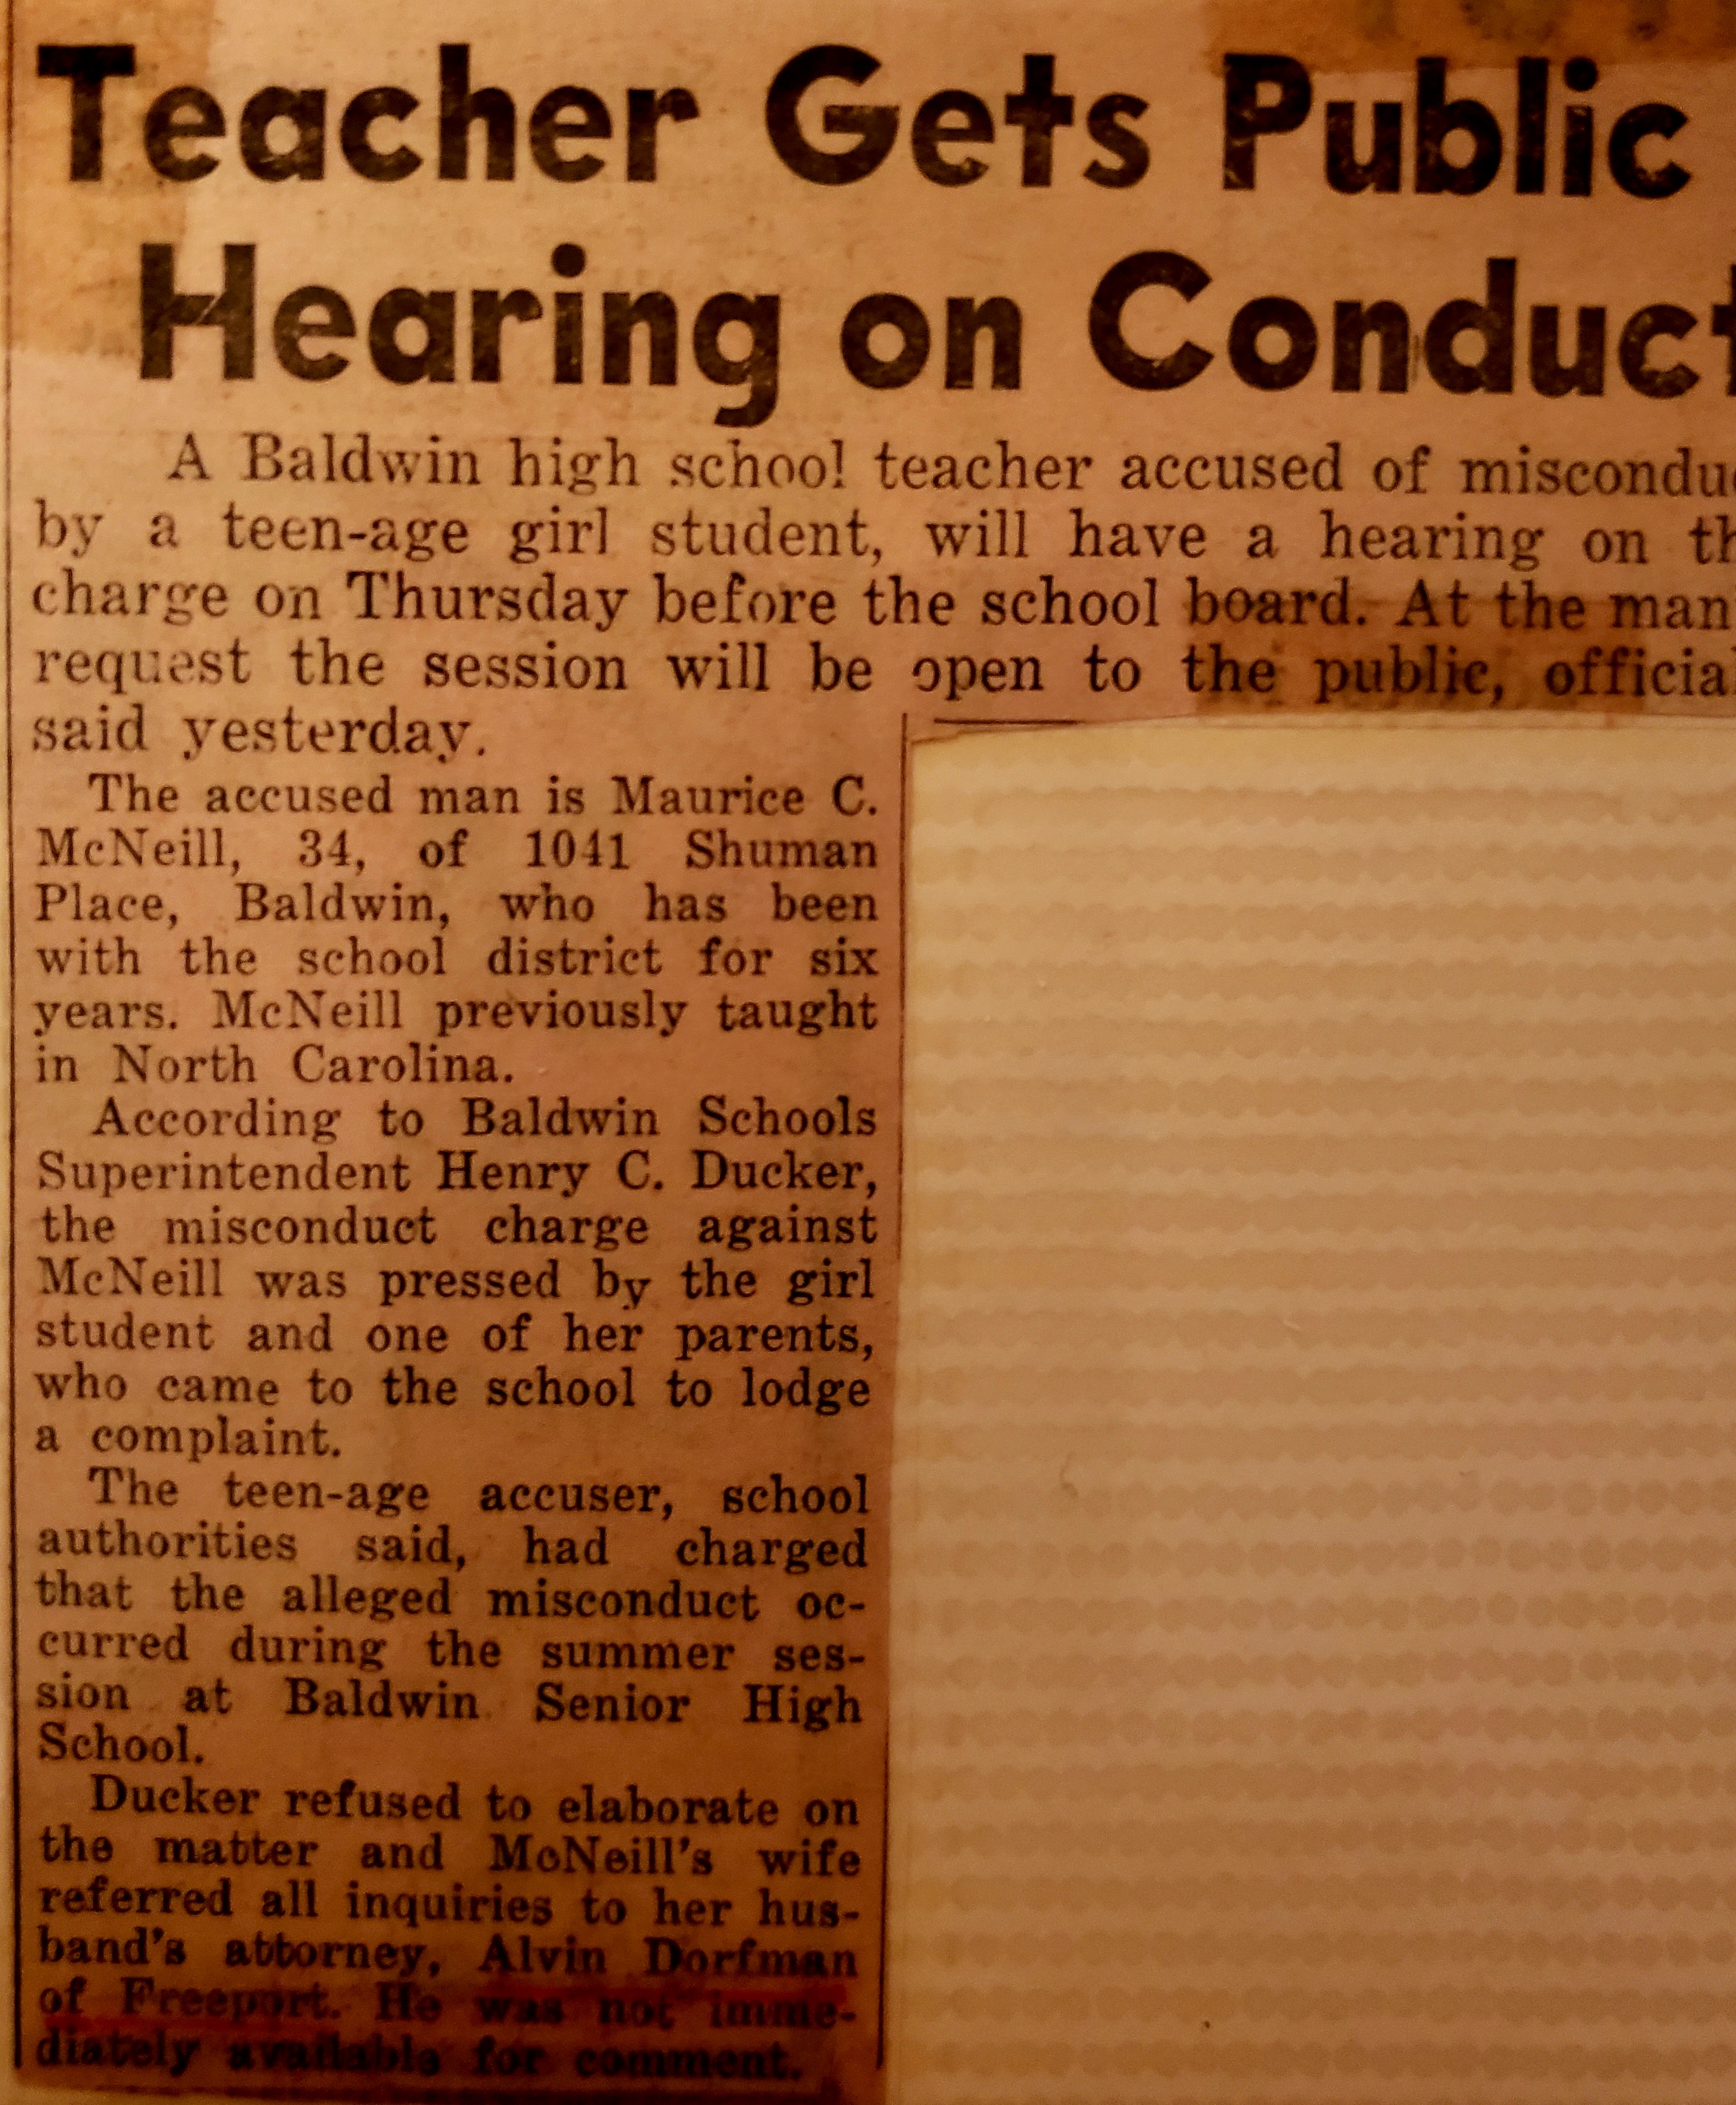 Teacher Gets Public
Hearing on Conduct
A Baldwin high school teacher accused of misconduc
by a teen-age girl student, will have a hearing on th
charge on Thursday before the school board. At the man
request the session will be open to the public, official
said yesterday.
The accused man is Maurice C.
McNeill, 34, of 1041 Shuman
Place, Baldwin, who has been
with the school district for six
years. McNeill previously taught
in North Carolina.
According to Baldwin Schools
Superintendent Henry C. Ducker,
the misconduct charge against
McNeill was pressed by the girl
student and one of her parents,
who came to the school to lodge
a complaint.
The teen-age accuser, school
authorities said, had charged
that the alleged misconduct oc-
curred during the summer ses-
sion at Baldwin Senior High
School.
Ducker refused to elaborate on
the matter and McNeill's wife
referred all inquiries to her hus-
band's attorney, Alvin Dorfman
of Freeport. He was not imme-
diately available for comment.